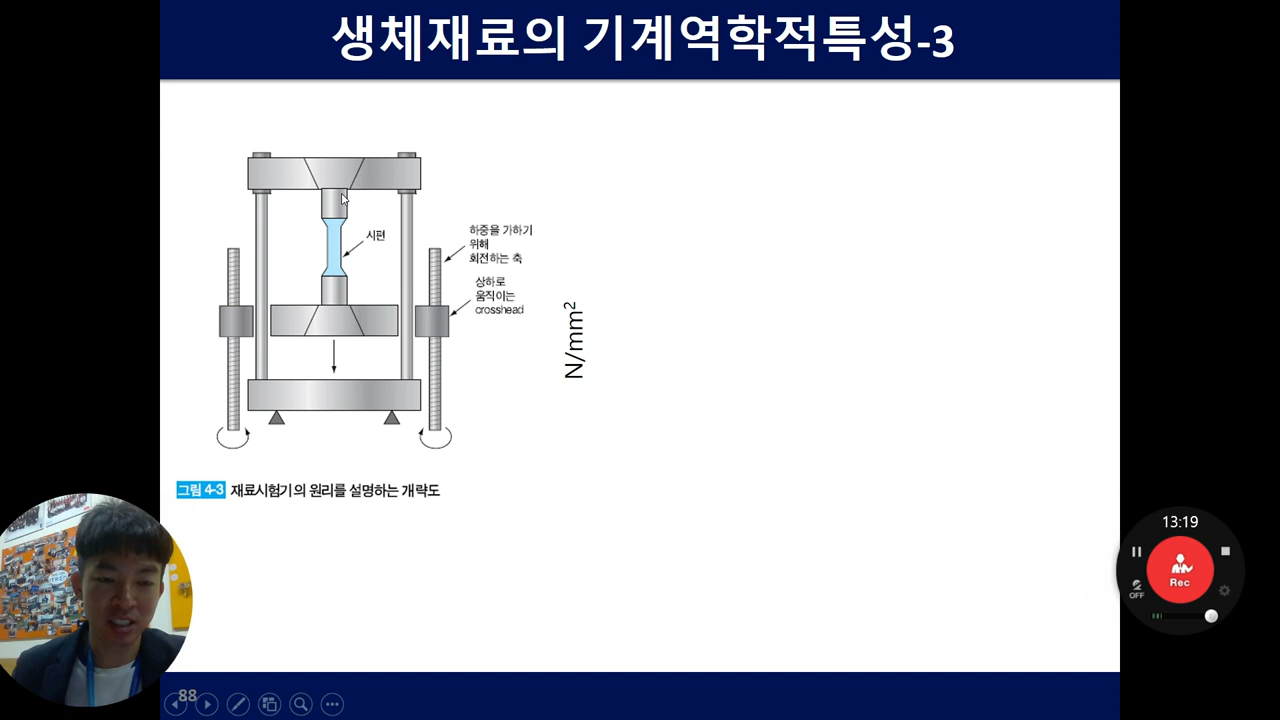 생체재료의 기계역학적특성-3
시편
하중을 가하기
위해
회전하는 축
상하로
움직이는
crosshead
N/mm²
그림 4-3 재료시험기의 원리를 설명하는 개략도
13:19
Rec
OFF
88